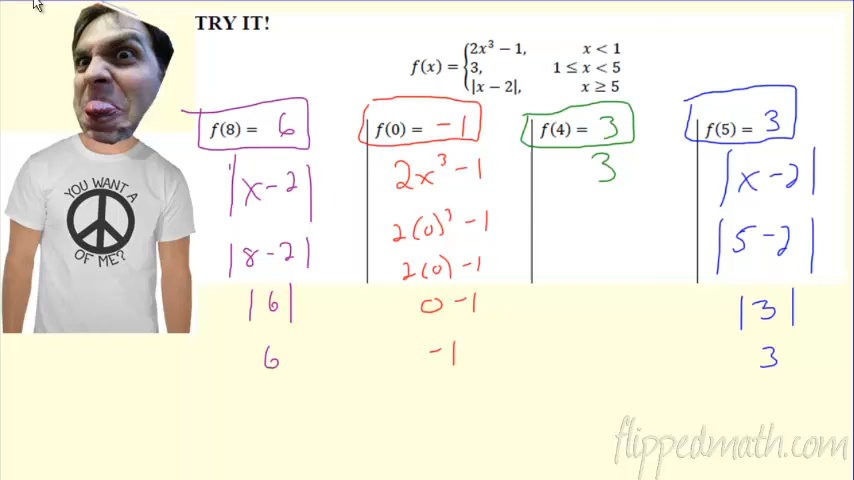 TRY IT!
f(x) = {2x³ − 1, x < 1
3, 1 ≤ x < 5
|x − 2|, x ≥ 5
YOU WANT A
OF ME?
f(8) = 6
|x − 2|
|8 − 2|
|6|
6
f(0) = −1
2x³ − 1
2(0)³ − 1
2(0) − 1
0 − 1
−1
f(4) = 3
3
f(5) = 3
|x − 2|
|5 − 2|
|3|
3
flippedmath.com